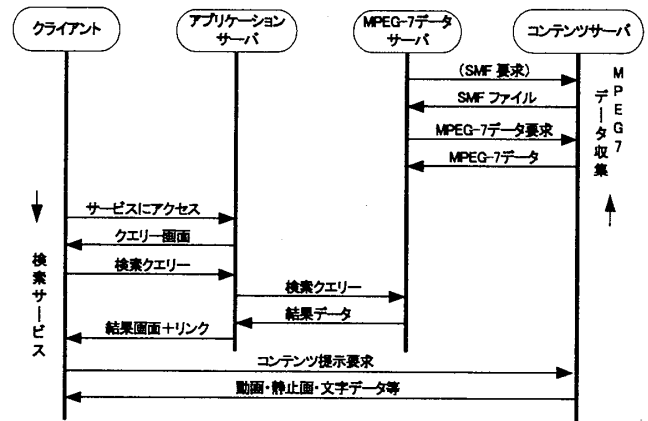 クライアント
アプリケーション
サーバ
MPEG-7データ
サーバ
コンテンツサーバ
(SMF 要求)
SMF ファイル
MPEG-7データ要求
MPEG-7データ
MPEG7
データ収集
サービスにアクセス
クエリー画面
検索クエリー
検索クエリー
結果データ
結果画面+リンク
検索サービス
コンテンツ提示要求
動画・静止画・文字データ等